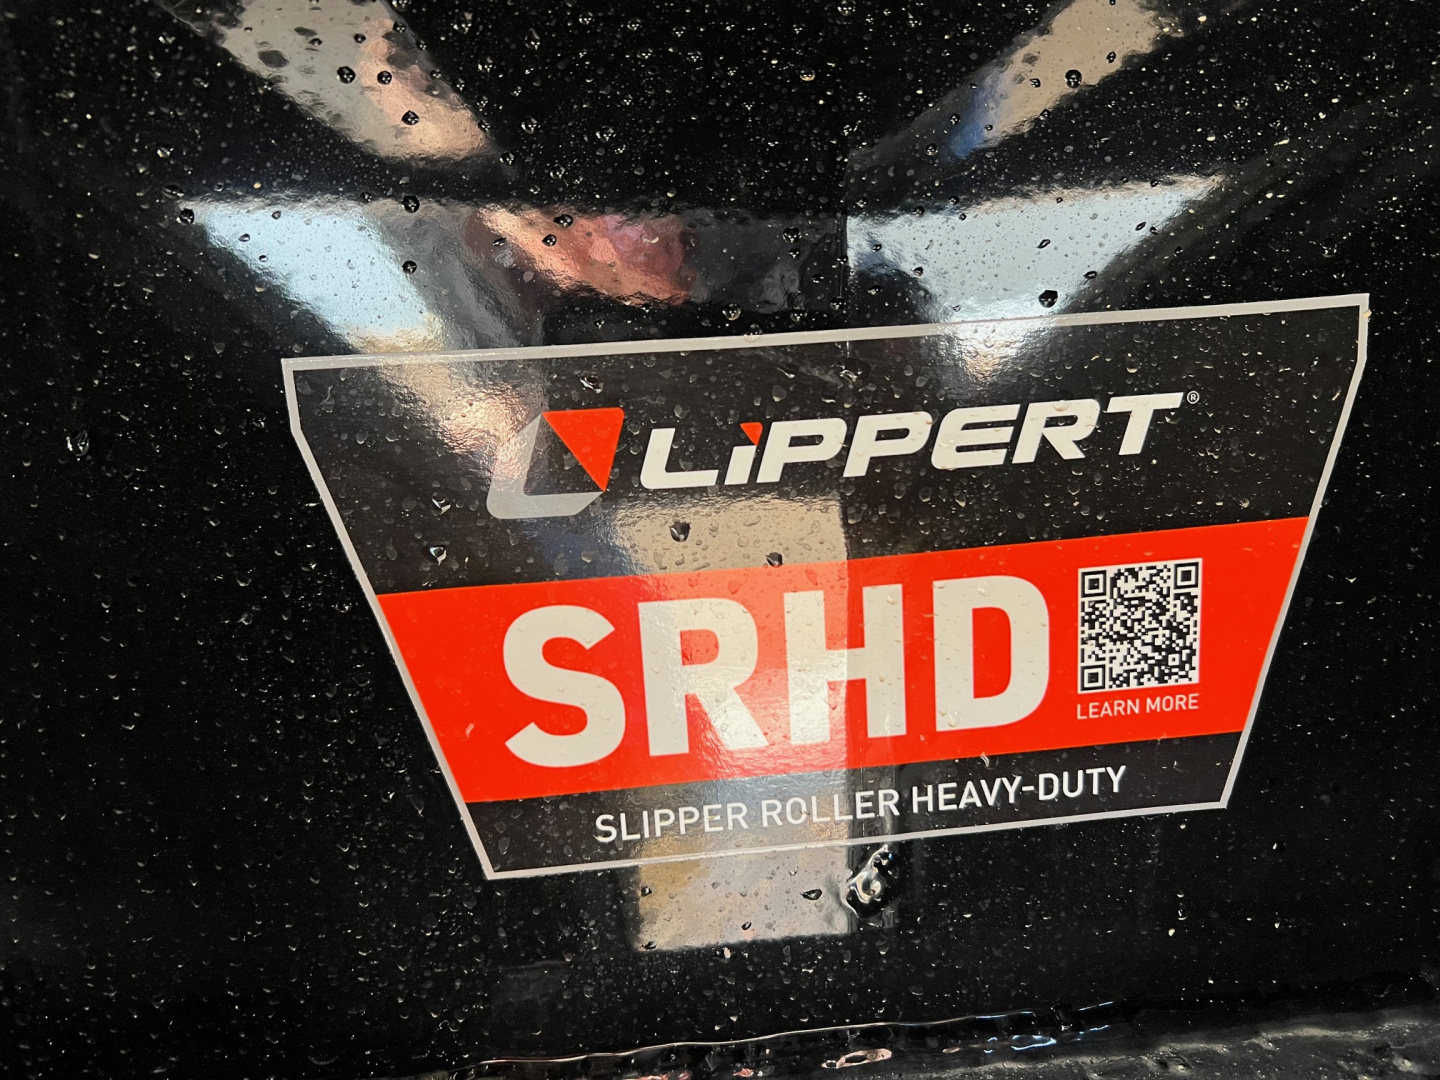 LiPPERT®
SRHD
LEARN MORE
SLIPPER ROLLER HEAVY-DUTY